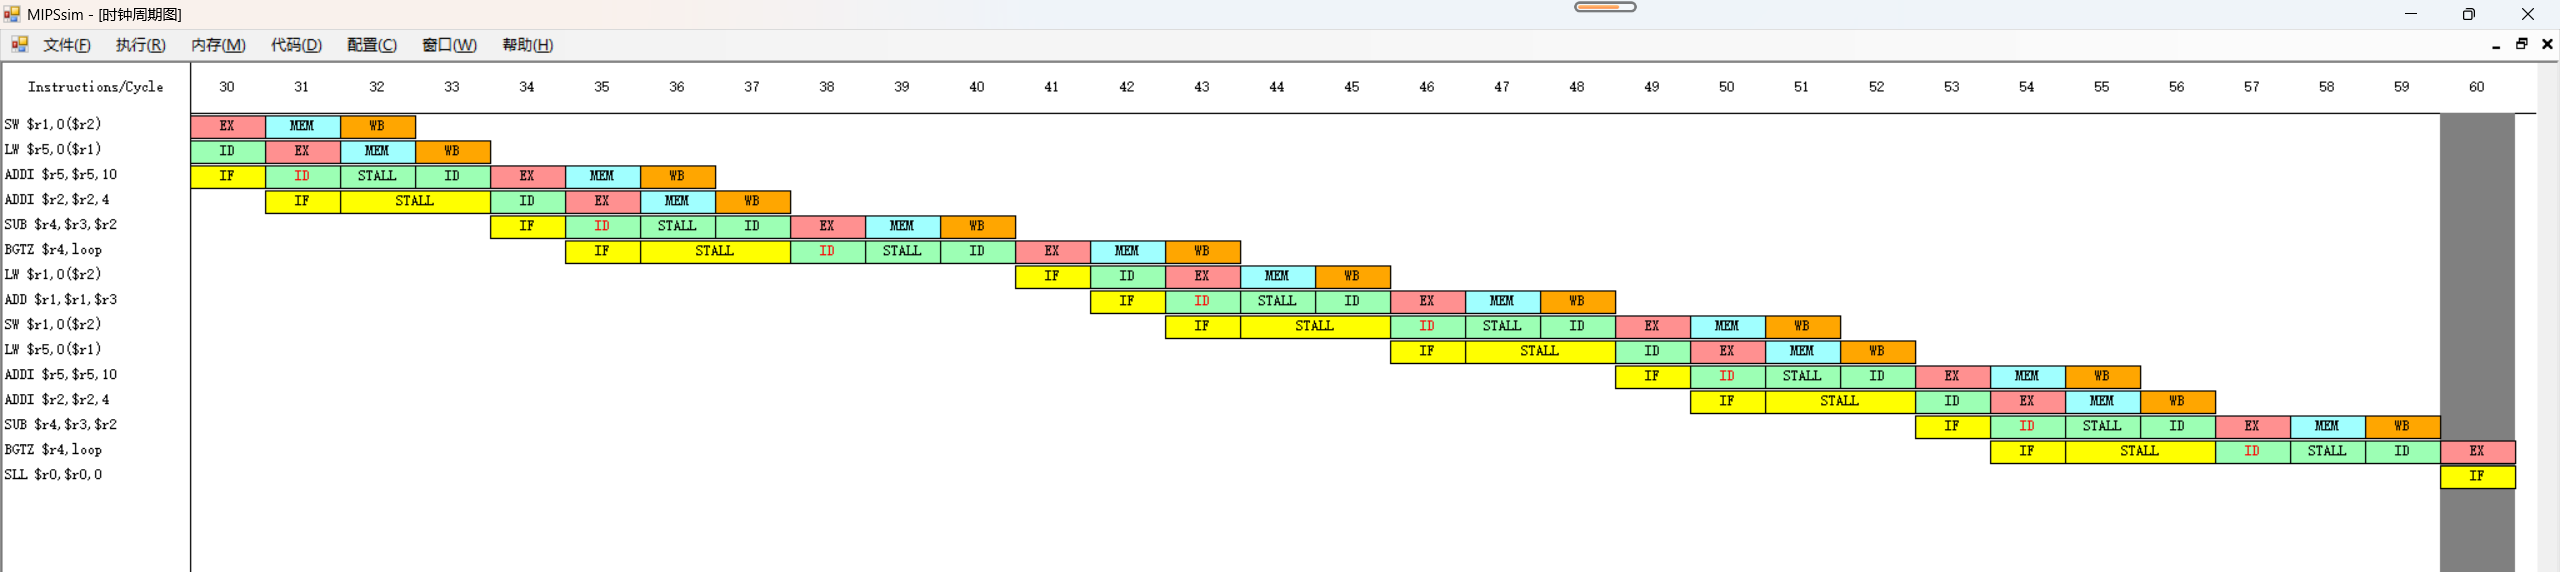 MIPSsim - [时钟周期图]
文件(F) 执行(R) 内存(M) 代码(D) 配置(C) 窗口(W) 帮助(H)
Instructions/Cycle 30 31 32 33 34 35 36 37 38 39 40 41 42 43 44 45 46 47 48 49 50 51 52 53 54 55 56 57 58 59 60
SW $r1,0($r2) EX MEM WB
LW $r5,0($r1) ID EX MEM WB
ADDI $r5,$r5,10 IF ID STALL ID EX MEM WB
ADDI $r2,$r2,4 IF STALL ID EX MEM WB
SUB $r4,$r3,$r2 IF ID STALL ID EX MEM WB
BGTZ $r4,loop IF STALL ID STALL ID EX MEM WB
LW $r1,0($r2) IF ID EX MEM WB
ADD $r1,$r1,$r3 IF ID STALL ID EX MEM WB
SW $r1,0($r2) IF STALL ID STALL ID EX MEM WB
LW $r5,0($r1) IF STALL ID EX MEM WB
ADDI $r5,$r5,10 IF ID STALL ID EX MEM WB
ADDI $r2,$r2,4 IF STALL ID EX MEM WB
SUB $r4,$r3,$r2 IF ID STALL ID EX MEM WB
BGTZ $r4,loop IF STALL ID STALL ID EX
SLL $r0,$r0,0 IF